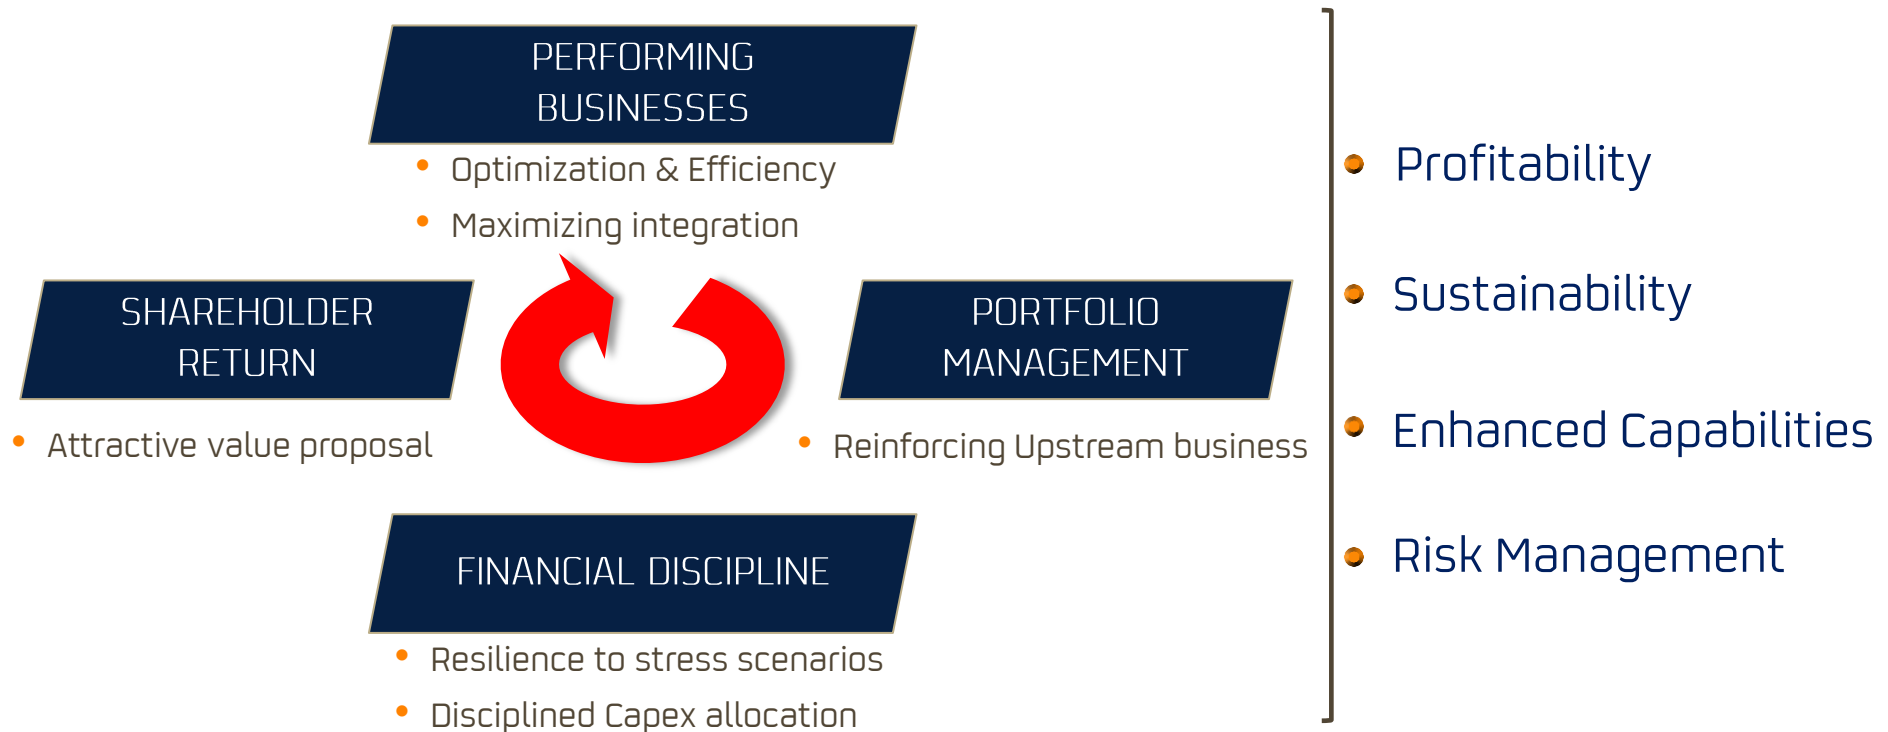 PERFORMING
BUSINESSES
• Optimization & Efficiency
• Maximizing integration
SHAREHOLDER
RETURN
• Attractive value proposal
PORTFOLIO
MANAGEMENT
• Reinforcing Upstream business
FINANCIAL DISCIPLINE
• Resilience to stress scenarios
• Disciplined Capex allocation
• Profitability
• Sustainability
• Enhanced Capabilities
• Risk Management